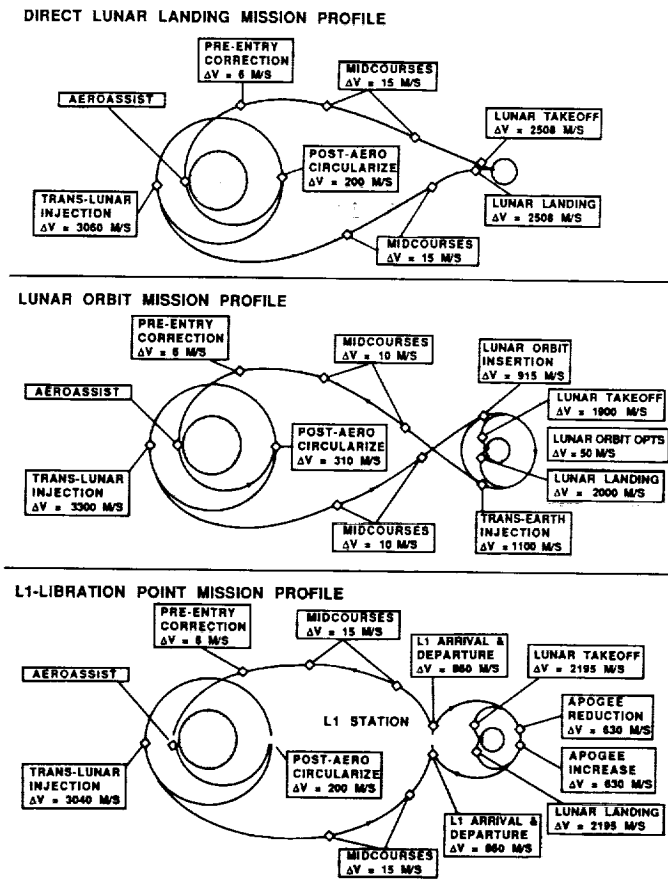 DIRECT LUNAR LANDING MISSION PROFILE
PRE-ENTRY
CORRECTION
ΔV = 6 M/S
MIDCOURSES
ΔV = 15 M/S
AEROASSIST
LUNAR TAKEOFF
ΔV = 2508 M/S
POST-AERO
CIRCULARIZE
ΔV = 200 M/S
TRANS-LUNAR
INJECTION
ΔV = 3060 M/S
LUNAR LANDING
ΔV = 2508 M/S
MIDCOURSES
ΔV = 15 M/S
LUNAR ORBIT MISSION PROFILE
PRE-ENTRY
CORRECTION
ΔV = 6 M/S
MIDCOURSES
ΔV = 10 M/S
LUNAR ORBIT
INSERTION
ΔV = 915 M/S
AEROASSIST
LUNAR TAKEOFF
ΔV = 1900 M/S
POST-AERO
CIRCULARIZE
ΔV = 310 M/S
LUNAR ORBIT OPTS
ΔV = 50 M/S
TRANS-LUNAR
INJECTION
ΔV = 3300 M/S
LUNAR LANDING
ΔV = 2000 M/S
MIDCOURSES
ΔV = 10 M/S
TRANS-EARTH
INJECTION
ΔV = 1100 M/S
L1-LIBRATION POINT MISSION PROFILE
PRE-ENTRY
CORRECTION
ΔV = 6 M/S
MIDCOURSES
ΔV = 15 M/S
L1 ARRIVAL &
DEPARTURE
ΔV = 860 M/S
LUNAR TAKEOFF
ΔV = 2195 M/S
AEROASSIST
L1 STATION
APOGEE
REDUCTION
ΔV = 630 M/S
TRANS-LUNAR
INJECTION
ΔV = 3040 M/S
POST-AERO
CIRCULARIZE
ΔV = 200 M/S
APOGEE
INCREASE
ΔV = 630 M/S
LUNAR LANDING
ΔV = 2195 M/S
L1 ARRIVAL &
DEPARTURE
ΔV = 860 M/S
MIDCOURSES
ΔV = 15 M/S